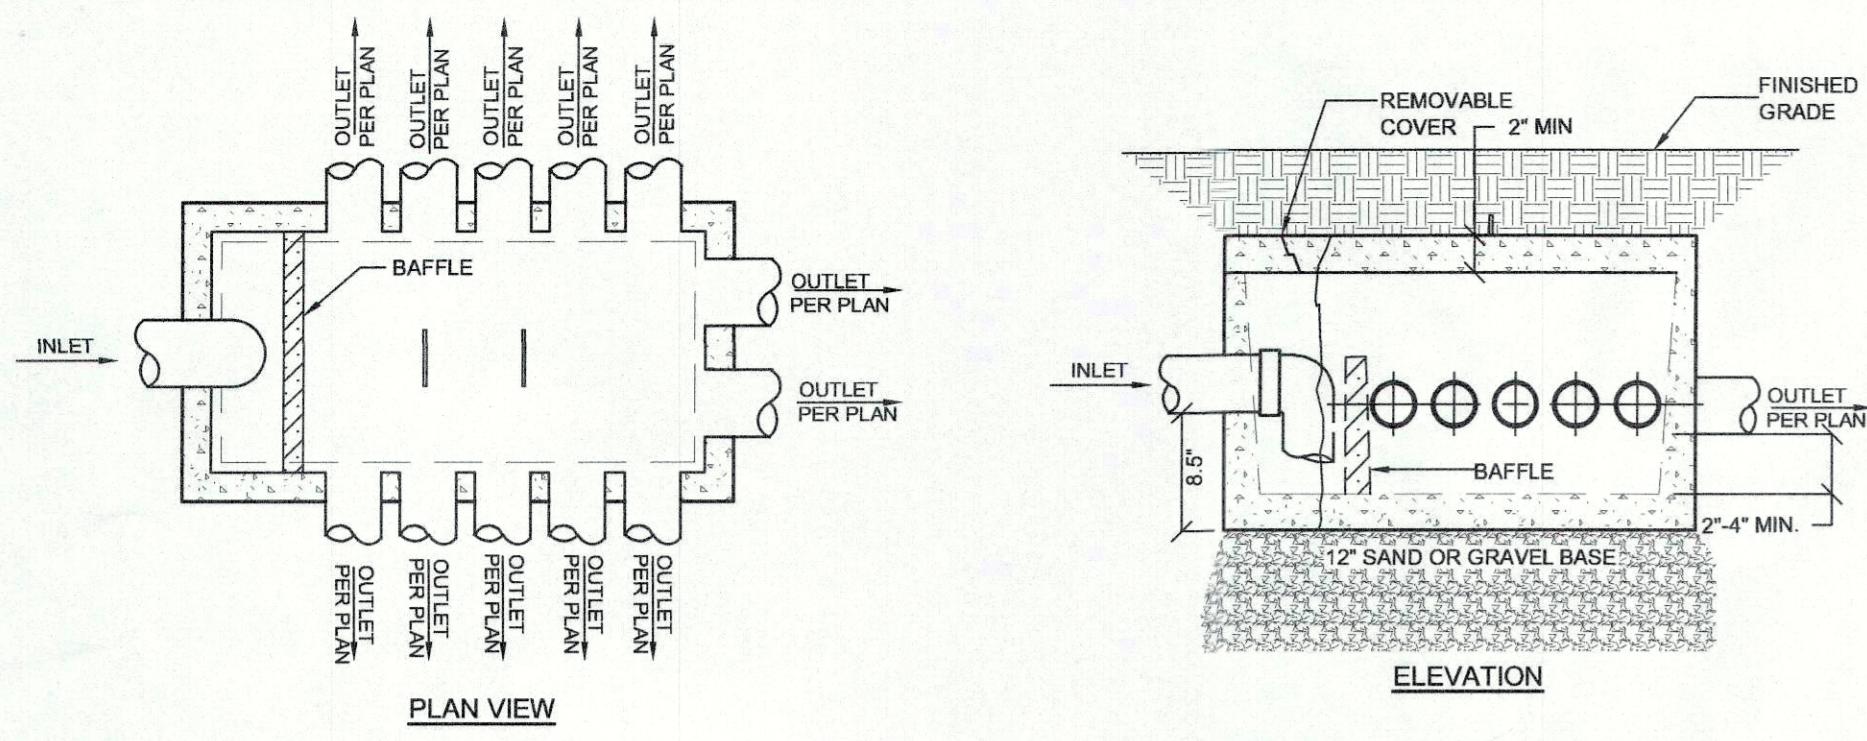 OUTLET
PER PLAN
OUTLET
PER PLAN
OUTLET
PER PLAN
OUTLET
PER PLAN
OUTLET
PER PLAN
BAFFLE
INLET
OUTLET
PER PLAN
OUTLET
PER PLAN
OUTLET
PER PLAN
OUTLET
PER PLAN
OUTLET
PER PLAN
OUTLET
PER PLAN
OUTLET
PER PLAN
PLAN VIEW
REMOVABLE
COVER
2" MIN
FINISHED
GRADE
INLET
OUTLET
PER PLAN
8.5"
BAFFLE
2"-4" MIN.
12" SAND OR GRAVEL BASE
ELEVATION